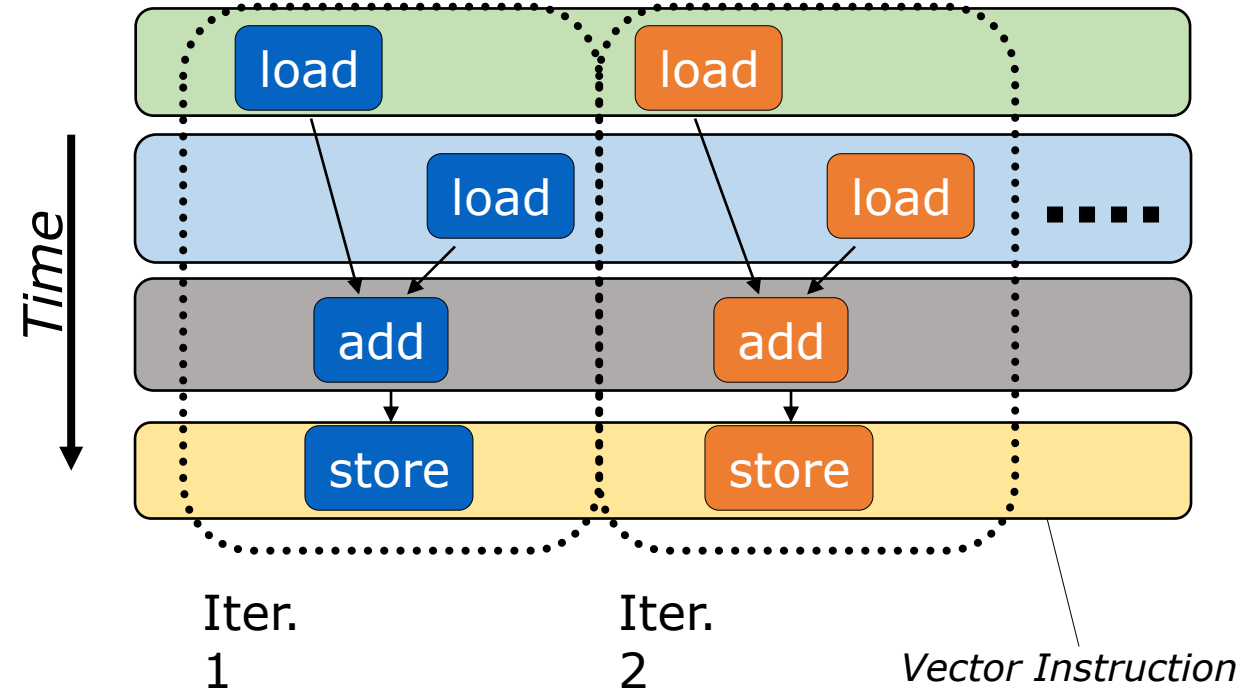 load load
load load
Time
add add
store store
Iter.
1
Iter.
2
Vector Instruction